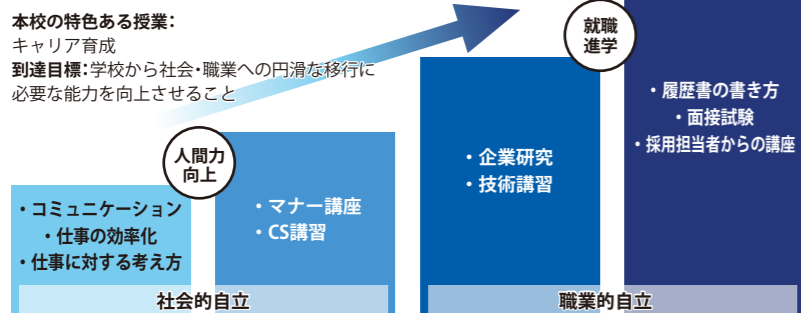 本校の特色ある授業：
キャリア育成
到達目標：学校から社会・職業への円滑な移行に
必要な能力を向上させること
人間力
向上
就職
進学
・コミュニケーション
・仕事の効率化
・仕事に対する考え方
・マナー講座
・CS講習
・企業研究
・技術講習
・履歴書の書き方
・面接試験
・採用担当者からの講座
社会的自立
職業的自立